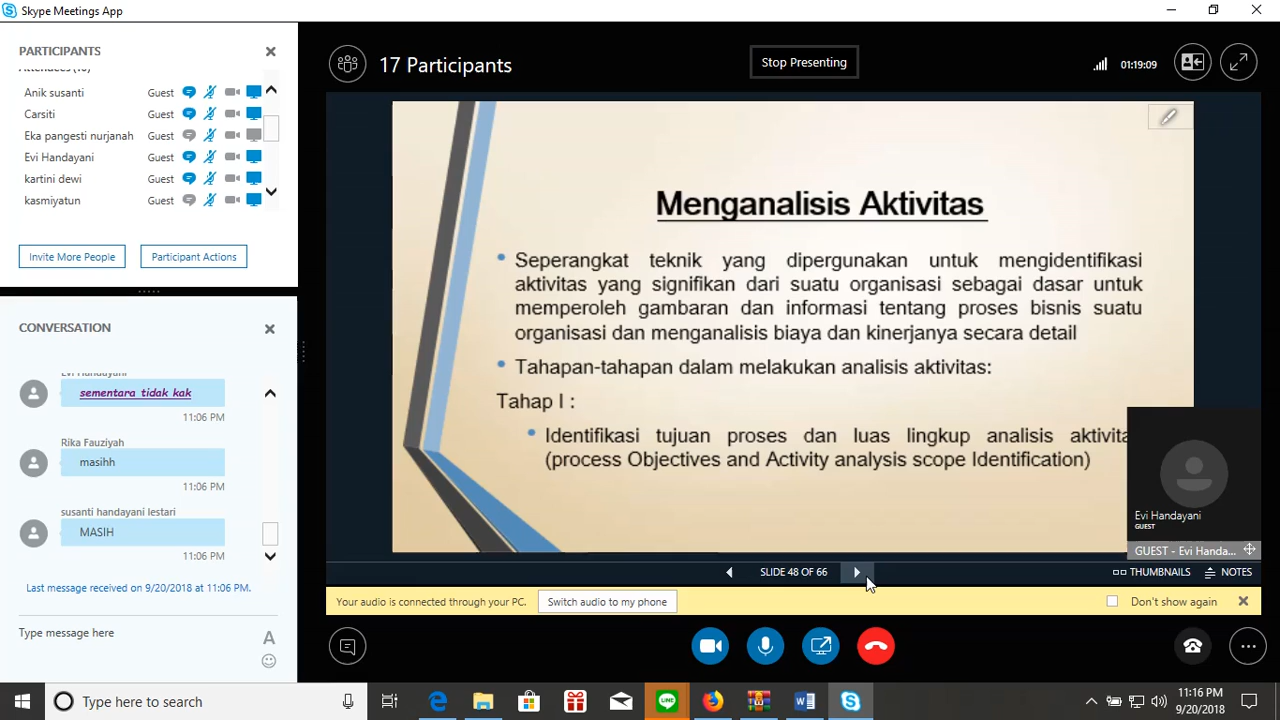 Skype Meetings App
PARTICIPANTS
Anik susanti Guest
Carsiti Guest
Eka pangesti nurjanah Guest
Evi Handayani Guest
kartini dewi Guest
kasmiyatun Guest
Invite More People
Participant Actions
CONVERSATION
Evi Handayani
sementara tidak kak
11:06 PM
Rika Fauziyah
masihh
11:06 PM
susanti handayani lestari
MASIH
11:06 PM
Last message received on 9/20/2018 at 11:06 PM.
Type message here
17 Participants
Stop Presenting
01:19:09
Menganalisis Aktivitas
Seperangkat teknik yang dipergunakan untuk mengidentifikasi
aktivitas yang signifikan dari suatu organisasi sebagai dasar untuk
memperoleh gambaran dan informasi tentang proses bisnis suatu
organisasi dan menganalisis biaya dan kinerjanya secara detail
Tahapan-tahapan dalam melakukan analisis aktivitas:
Tahap I :
Identifikasi tujuan proses dan luas lingkup analisis
(process Objectives and Activity analysis scope Identification)
Evi Handayani
GUEST
GUEST - Evi Handa...
SLIDE 48 OF 66
THUMBNAILS
NOTES
Your audio is connected through your PC.
Switch audio to my phone
Don't show again
Type here to search
11:16 PM
9/20/2018